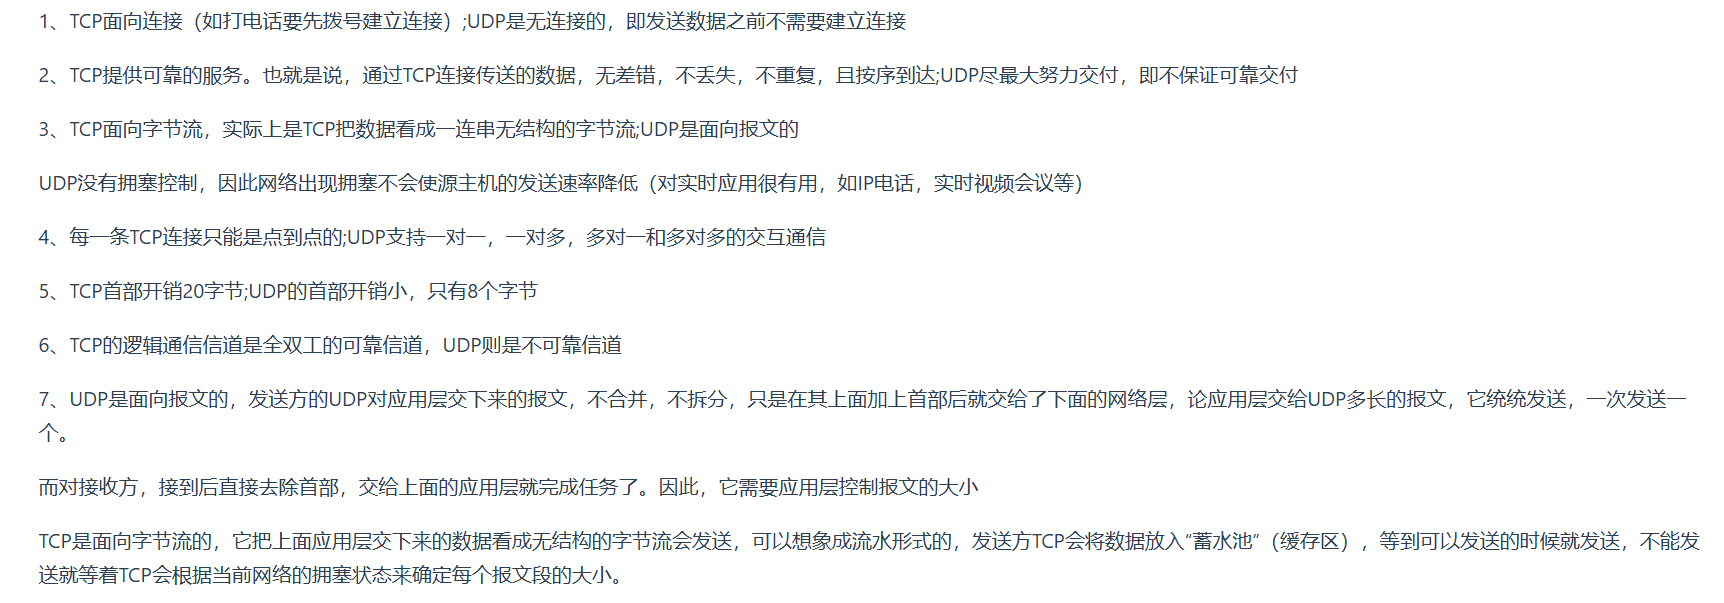 1、TCP面向连接（如打电话要先拨号建立连接）;UDP是无连接的，即发送数据之前不需要建立连接
2、TCP提供可靠的服务。也就是说，通过TCP连接传送的数据，无差错，不丢失，不重复，且按序到达;UDP尽最大努力交付，即不保证可靠交付
3、TCP面向字节流，实际上是TCP把数据看成一连串无结构的字节流;UDP是面向报文的
UDP没有拥塞控制，因此网络出现拥塞不会使源主机的发送速率降低（对实时应用很有用，如IP电话，实时视频会议等）
4、每一条TCP连接只能是点到点的;UDP支持一对一，一对多，多对一和多对多的交互通信
5、TCP首部开销20字节;UDP的首部开销小，只有8个字节
6、TCP的逻辑通信信道是全双工的可靠信道，UDP则是不可靠信道
7、UDP是面向报文的，发送方的UDP对应用层交下来的报文，不合并，不拆分，只是在其上面加上首部后就交给了下面的网络层，论应用层交给UDP多长的报文，它统统发送，一次发送一
个。
而对接收方，接到后直接去除首部，交给上面的应用层就完成任务了。因此，它需要应用层控制报文的大小
TCP是面向字节流的，它把上面应用层交下来的数据看成无结构的字节流会发送，可以想象成流水形式的，发送方TCP会将数据放入“蓄水池”（缓存区），等到可以发送的时候就发送，不能发
送就等着TCP会根据当前网络的拥塞状态来确定每个报文段的大小。